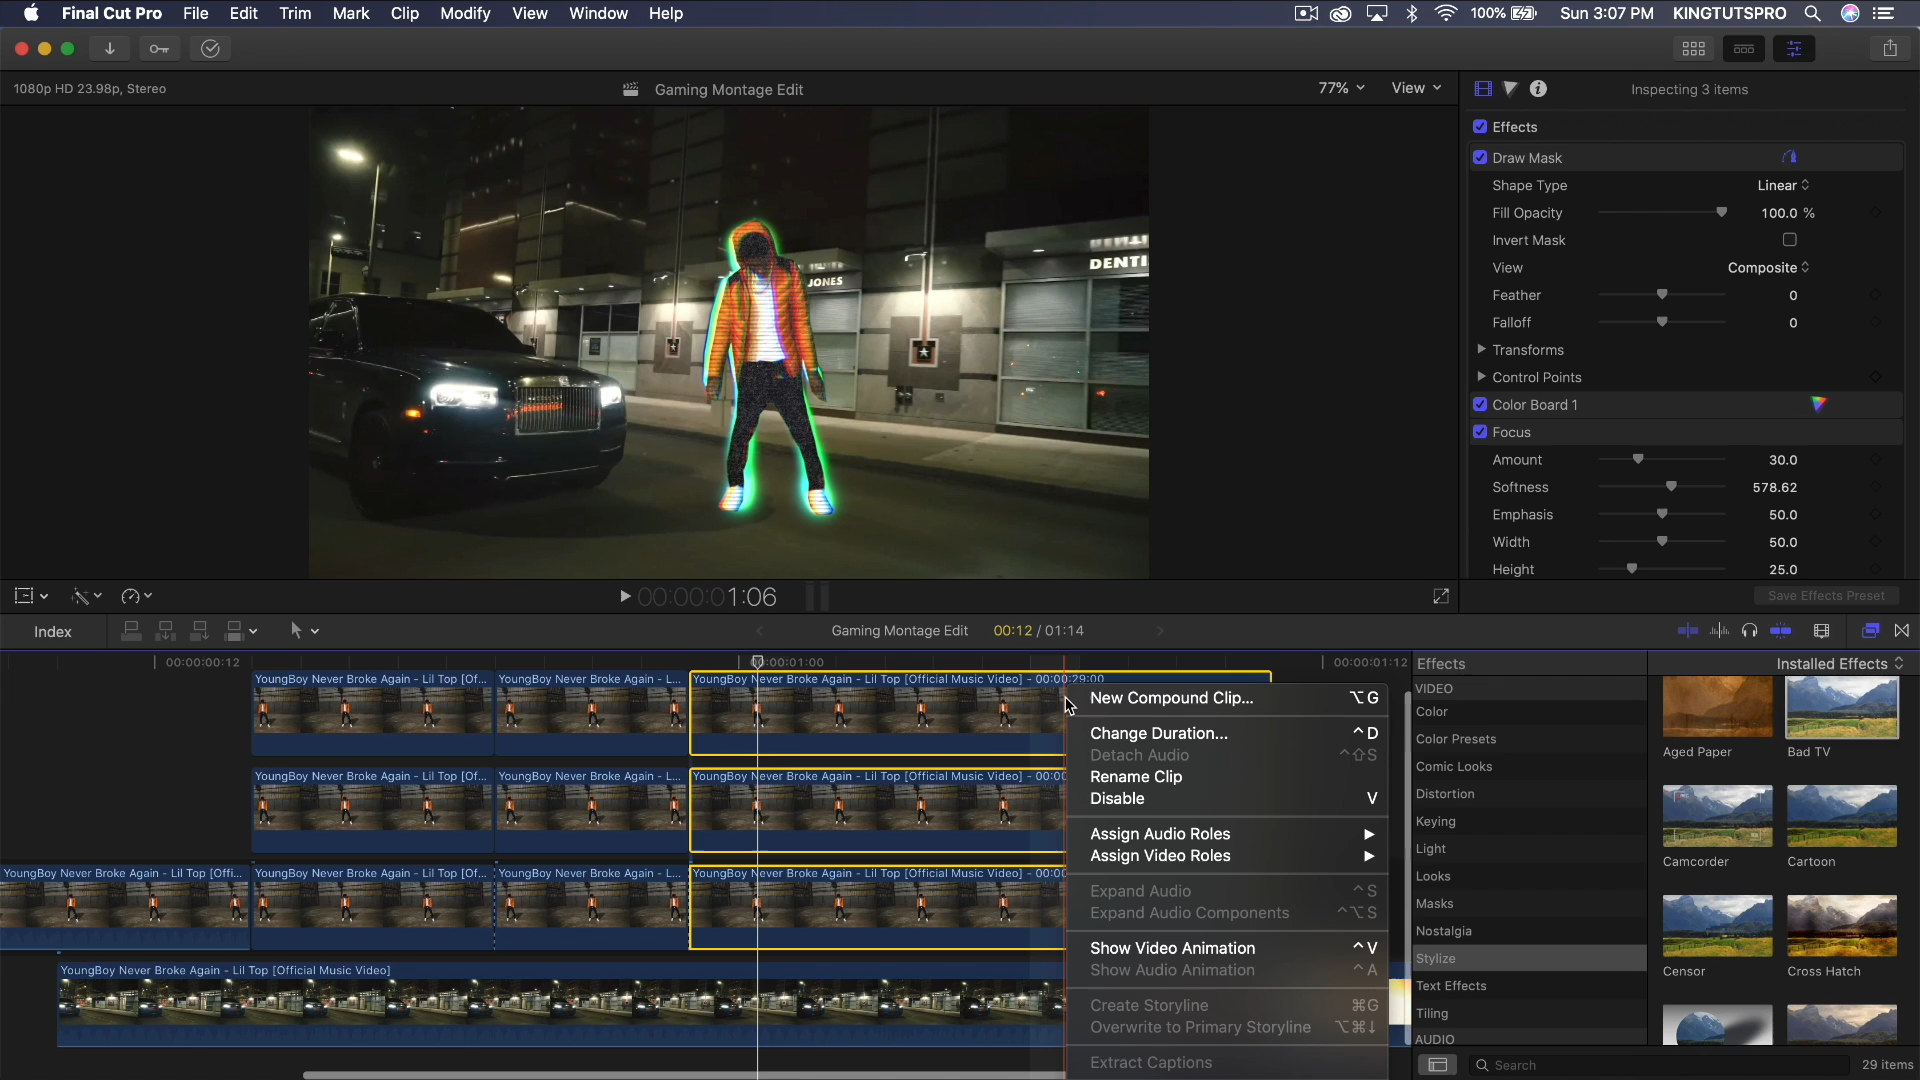 Final Cut Pro File Edit Trim Mark Clip Modify View Window Help 100% Sun 3:07 PM KINGTUTSPRO
1080p HD 23.98p, Stereo
Gaming Montage Edit
77% View
Inspecting 3 items
JONES
DENTI
Effects
Draw Mask
Shape Type Linear
Fill Opacity 100.0 %
Invert Mask
View Composite
Feather 0
Falloff 0
Transforms
Control Points
Color Board 1
Focus
Amount 30.0
Softness 578.62
Emphasis 50.0
Width 50.0
Height 25.0
00:00:01:06
Save Effects Preset
Index
Gaming Montage Edit 00:12 / 01:14
00:00:00:12 00:00:01:00 00:00:01:12
YoungBoy Never Broke Again - Lil Top [Of... YoungBoy Never Broke Again - L... YoungBoy Never Broke Again - Lil Top [Official Music Video] - 00:00:29:00
YoungBoy Never Broke Again - Lil Top [Of... YoungBoy Never Broke Again - L... YoungBoy Never Broke Again - Lil Top [Official Music Video] - 00:00
YoungBoy Never Broke Again - Lil Top [Offi... YoungBoy Never Broke Again - Lil Top [Of... YoungBoy Never Broke Again - L... YoungBoy Never Broke Again - Lil Top [Official Music Video] - 00:00
YoungBoy Never Broke Again - Lil Top [Official Music Video]
New Compound Clip... ⌥G
Change Duration... ^D
Detach Audio ^⇧S
Rename Clip
Disable V
Assign Audio Roles
Assign Video Roles
Expand Audio ^S
Expand Audio Components ^⌥S
Show Video Animation ^V
Show Audio Animation ^A
Create Storyline ⌘G
Overwrite to Primary Storyline ⌥⌘↓
Extract Captions
Effects Installed Effects
VIDEO
Color
Color Presets
Comic Looks
Distortion
Keying
Light
Looks
Masks
Nostalgia
Stylize
Text Effects
Tiling
AUDIO
Aged Paper Bad TV
Camcorder Cartoon
Censor Cross Hatch
Search 29 items